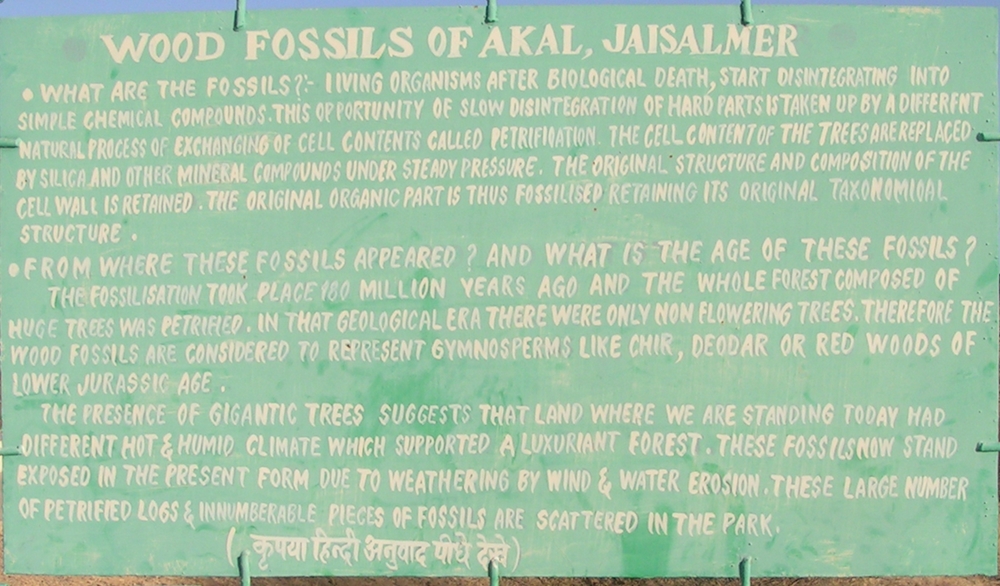 WOOD FOSSILS OF AKAL, JAISALMER
• WHAT ARE THE FOSSILS?:- LIVING ORGANISMS AFTER BIOLOGICAL DEATH, START DISINTEGRATING INTO
SIMPLE CHEMICAL COMPOUNDS. THIS OPPORTUNITY OF SLOW DISINTEGRATION OF HARD PARTS IS TAKEN UP BY A DIFFERENT
NATURAL PROCESS OF EXCHANGING OF CELL CONTENTS CALLED PETRIFICATION. THE CELL CONTENT OF THE TREES ARE REPLACED
BY SILICA AND OTHER MINERAL COMPOUNDS UNDER STEADY PRESSURE. THE ORIGINAL STRUCTURE AND COMPOSITION OF THE
CELL WALL IS RETAINED. THE ORIGINAL ORGANIC PART IS THUS FOSSILISED RETAINING ITS ORIGINAL TAXONOMICAL
STRUCTURE.
• FROM WHERE THESE FOSSILS APPEARED? AND WHAT IS THE AGE OF THESE FOSSILS?
THE FOSSILISATION TOOK PLACE 180 MILLION YEARS AGO AND THE WHOLE FOREST COMPOSED OF
HUGE TREES WAS PETRIFIED. IN THAT GEOLOGICAL ERA THERE WERE ONLY NON FLOWERING TREES. THEREFORE THE
WOOD FOSSILS ARE CONSIDERED TO REPRESENT GYMNOSPERMS LIKE CHIR, DEODAR OR RED WOODS OF
LOWER JURASSIC AGE.
THE PRESENCE OF GIGANTIC TREES SUGGESTS THAT LAND WHERE WE ARE STANDING TODAY HAD
DIFFERENT HOT & HUMID CLIMATE WHICH SUPPORTED A LUXURIANT FOREST. THESE FOSSILS NOW STAND
EXPOSED IN THE PRESENT FORM DUE TO WEATHERING BY WIND & WATER EROSION. THESE LARGE NUMBER
OF PETRIFIED LOGS & INNUMBERABLE PIECES OF FOSSILS ARE SCATTERED IN THE PARK.
(कृपया हिन्दी अनुवाद पीछे देखे)